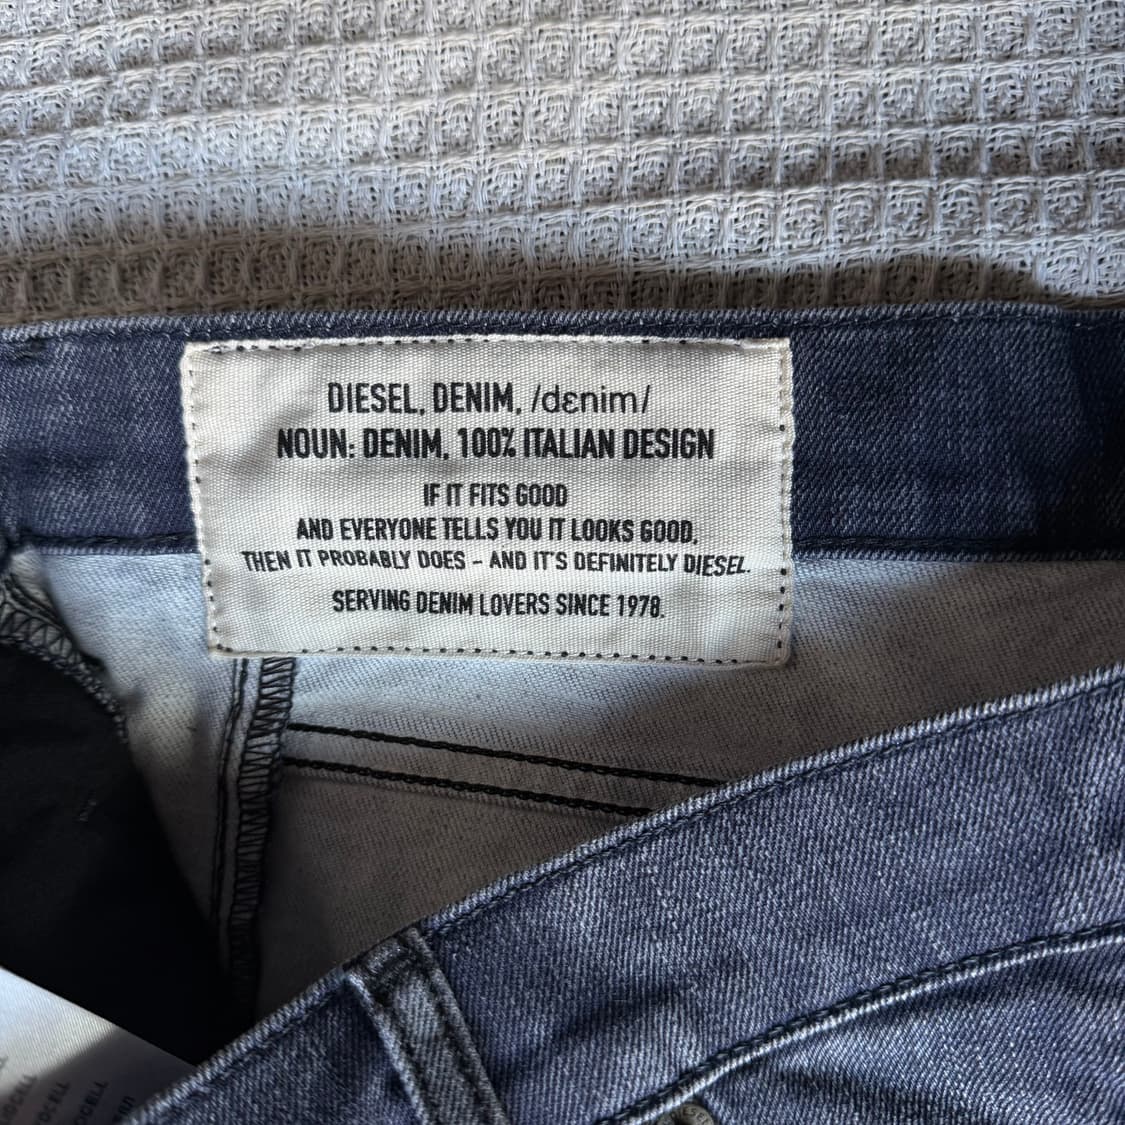 DIESEL, DENIM, /dɛnim/
NOUN: DENIM, 100% ITALIAN DESIGN
IF IT FITS GOOD
AND EVERYONE TELLS YOU IT LOOKS GOOD,
THEN IT PROBABLY DOES – AND IT'S DEFINITELY DIESEL.
SERVING DENIM LOVERS SINCE 1978.